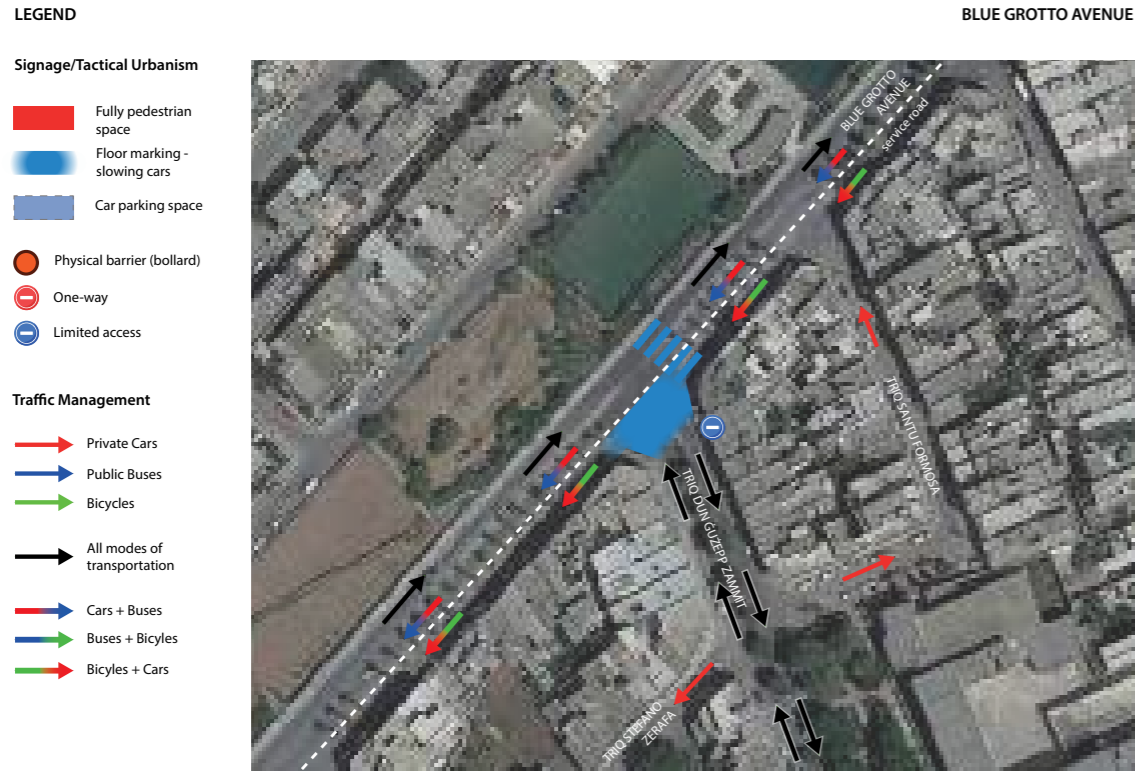 LEGEND
BLUE GROTTO AVENUE
Signage/Tactical Urbanism
Fully pedestrian
space
Floor marking -
slowing cars
Car parking space
Physical barrier (bollard)
One-way
Limited access
Traffic Management
Private Cars
Public Buses
Bicycles
All modes of
transportation
Cars + Buses
Buses + Bicyles
Bicyles + Cars
BLUE GROTTO
AVENUE
service road
TRIQ SANTU FORMOSA
TRIQ DUN ĠUZEPP ZAMMIT
TRIQ STEFANO
ZERAFA